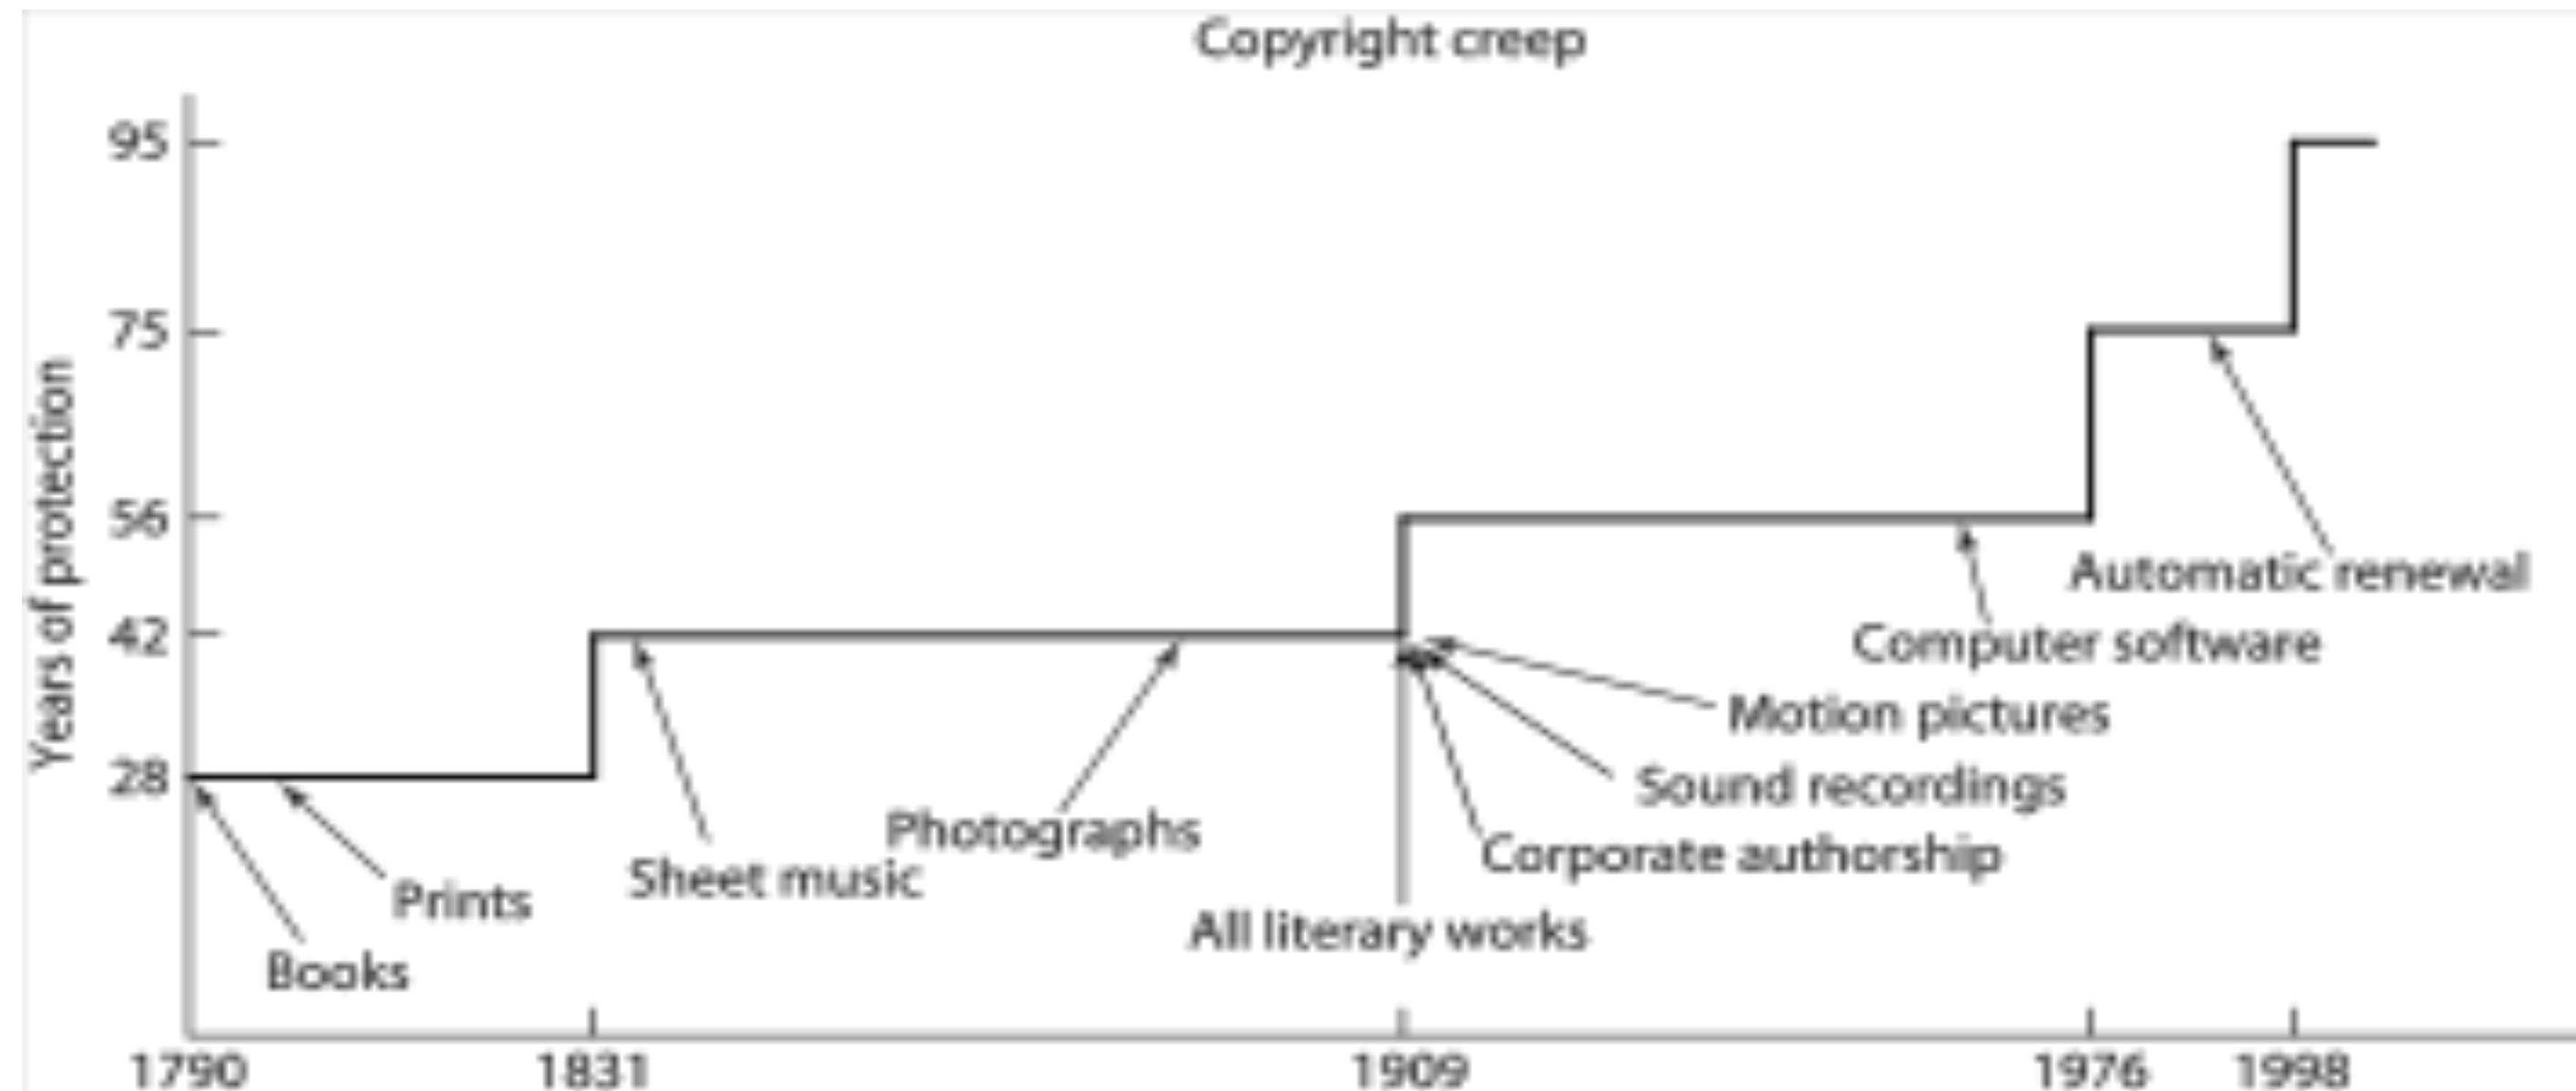 Copyright creep
95
75
56
42
28
Years of protection
Automatic renewal
Computer software
Motion pictures
Sound recordings
Photographs
Corporate authorship
Sheet music
Prints
All literary works
Books
1790
1831
1909
1976
1998